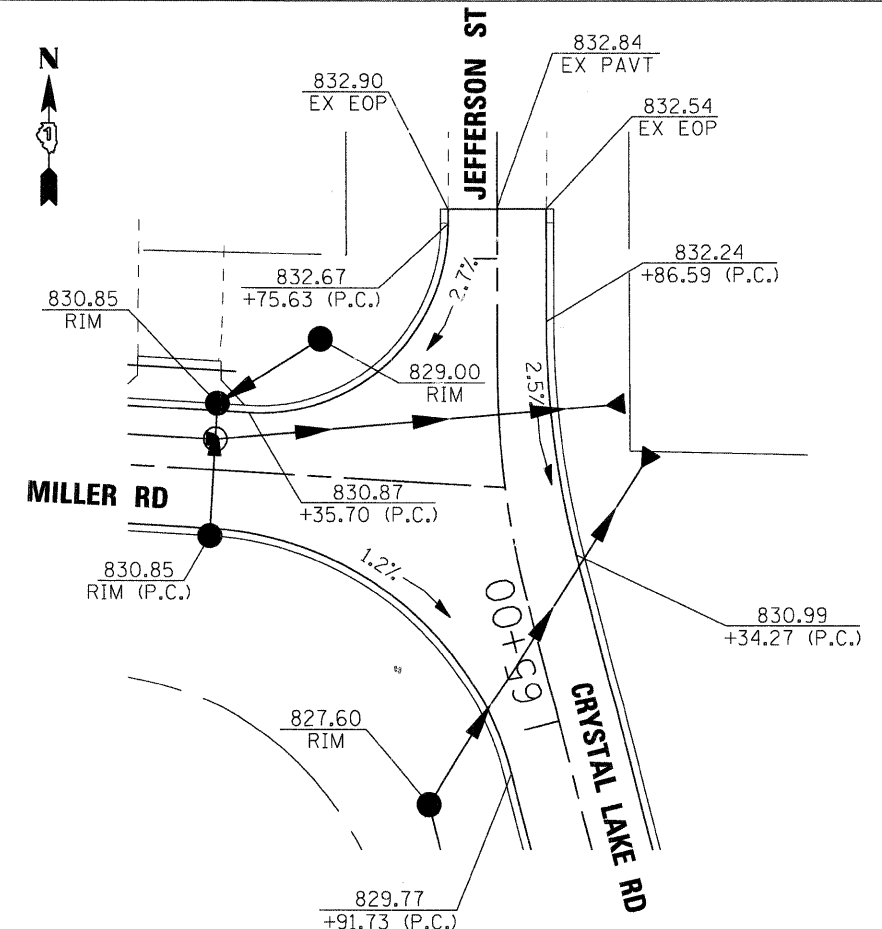 JEFFERSON ST
832.84
EX PAVT
N
1
832.90
EX EOP
832.54
EX EOP
832.24
+86.59 (P.C.)
832.67
+75.63 (P.C.)
2.7%
830.85
RIM
829.00
RIM
2.5%
MILLER RD
830.87
+35.70 (P.C.)
1.2%
830.85
RIM (P.C.)
65+00
830.99
+34.27 (P.C.)
827.60
RIM
CRYSTAL LAKE RD
829.77
+91.73 (P.C.)